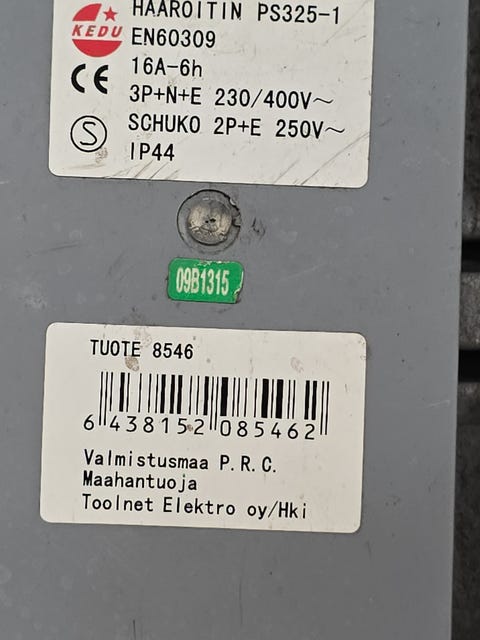 HAAROITIN PS325-1
KEDU
EN60309
CE
16A-6h
3P+N+E 230/400V~
S
SCHUKO 2P+E 250V~
IP44
09B1315
TUOTE 8546
6 438152 085462
Valmistusmaa P.R.C.
Maahantuoja
Toolnet Elektro oy/Hki